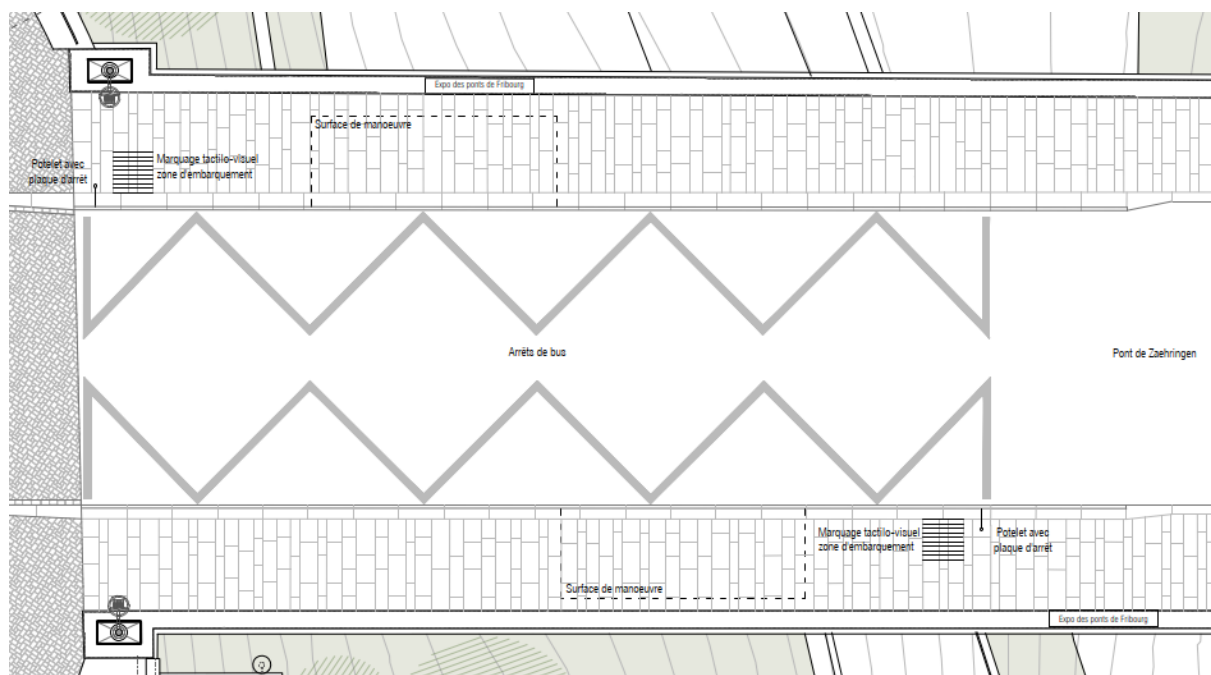 Expo des ponts de Fribourg
Surface de manoeuvre
Potelet avec
plaque d'arrêt
Marquage tactilo-visuel
zone d'embarquement
Arrêts de bus
Pont de Zaehringen
Marquage tactilo-visuel
zone d'embarquement
Potelet avec
plaque d'arrêt
Surface de manoeuvre
Expo des ponts de Fribourg